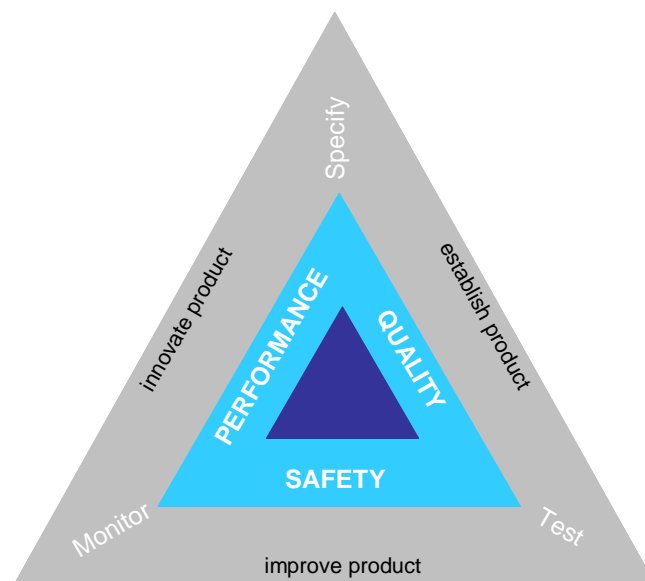 Specify
innovate product
establish product
PERFORMANCE
QUALITY
SAFETY
Monitor
Test
improve product